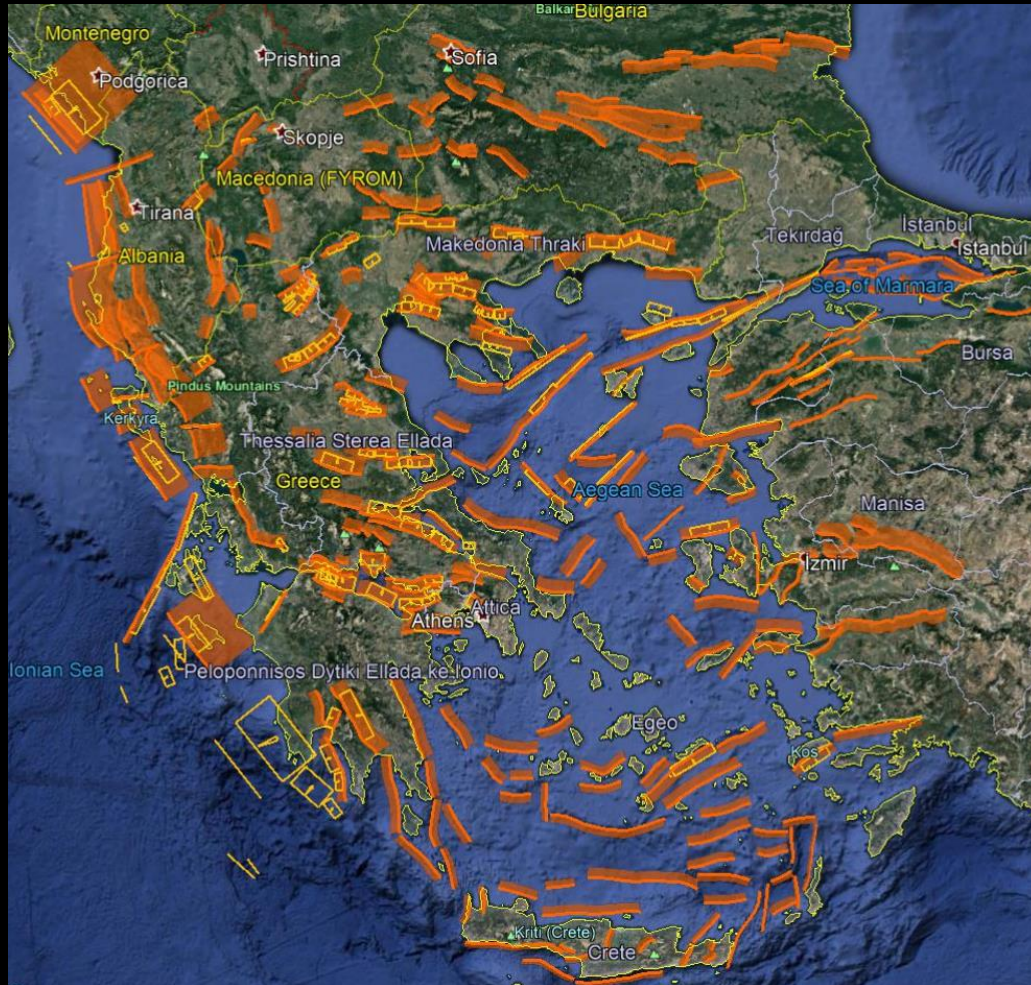 Balkar
Bulgaria
Montenegro
Prishtina
Sofia
Podgorica
Skopje
Macedonia (FYROM)
Tirana
Makedonia Thraki
Tekirdağ
İstanbul
İstanbul
Albania
Sea of Marmara
Bursa
Pindus Mountains
Kerkyra
Thessalia Sterea Ellada
Greece
Aegean Sea
Manisa
İzmir
Attica
Athens
Ionian Sea
Peloponnisos Dytiki Ellada ke Ionio
Egeo
Kos
Kriti (Crete)
Crete